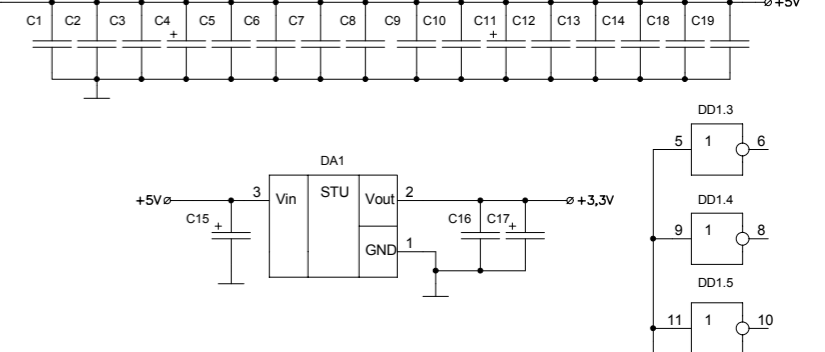 +5V
C1 C2 C3 C4 C5 C6 C7 C8 C9 C10 C11 C12 C13 C14 C18 C19
+ +
DD1.3
5 1 6
DA1
+5V 3 Vin STU Vout 2 +3,3V
DD1.4
C15 + C16 C17 +
9 1 8
GND 1
DD1.5
11 1 10